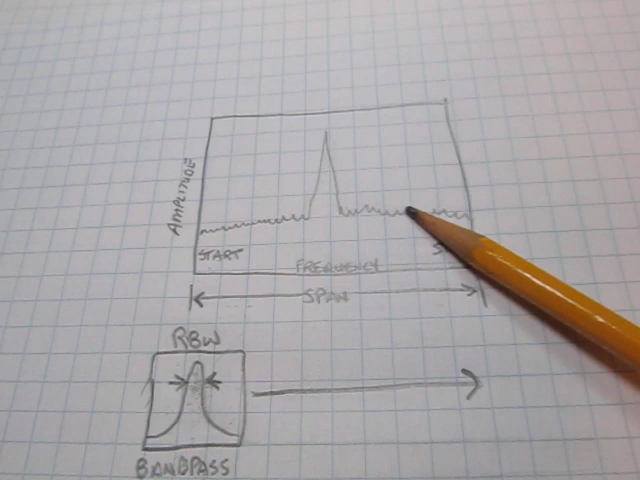 AMPLITUDE
START S
FREQUENCY
SPAN
RBW
BANDPASS